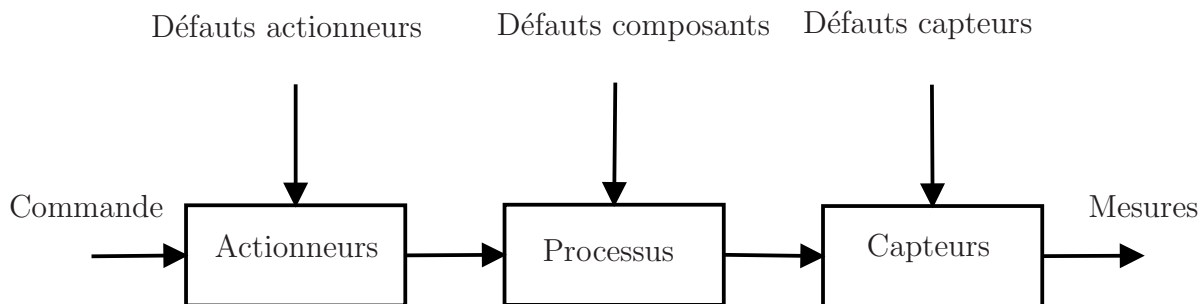 Défauts actionneurs
Défauts composants
Défauts capteurs
Commande
Mesures
Actionneurs
Processus
Capteurs